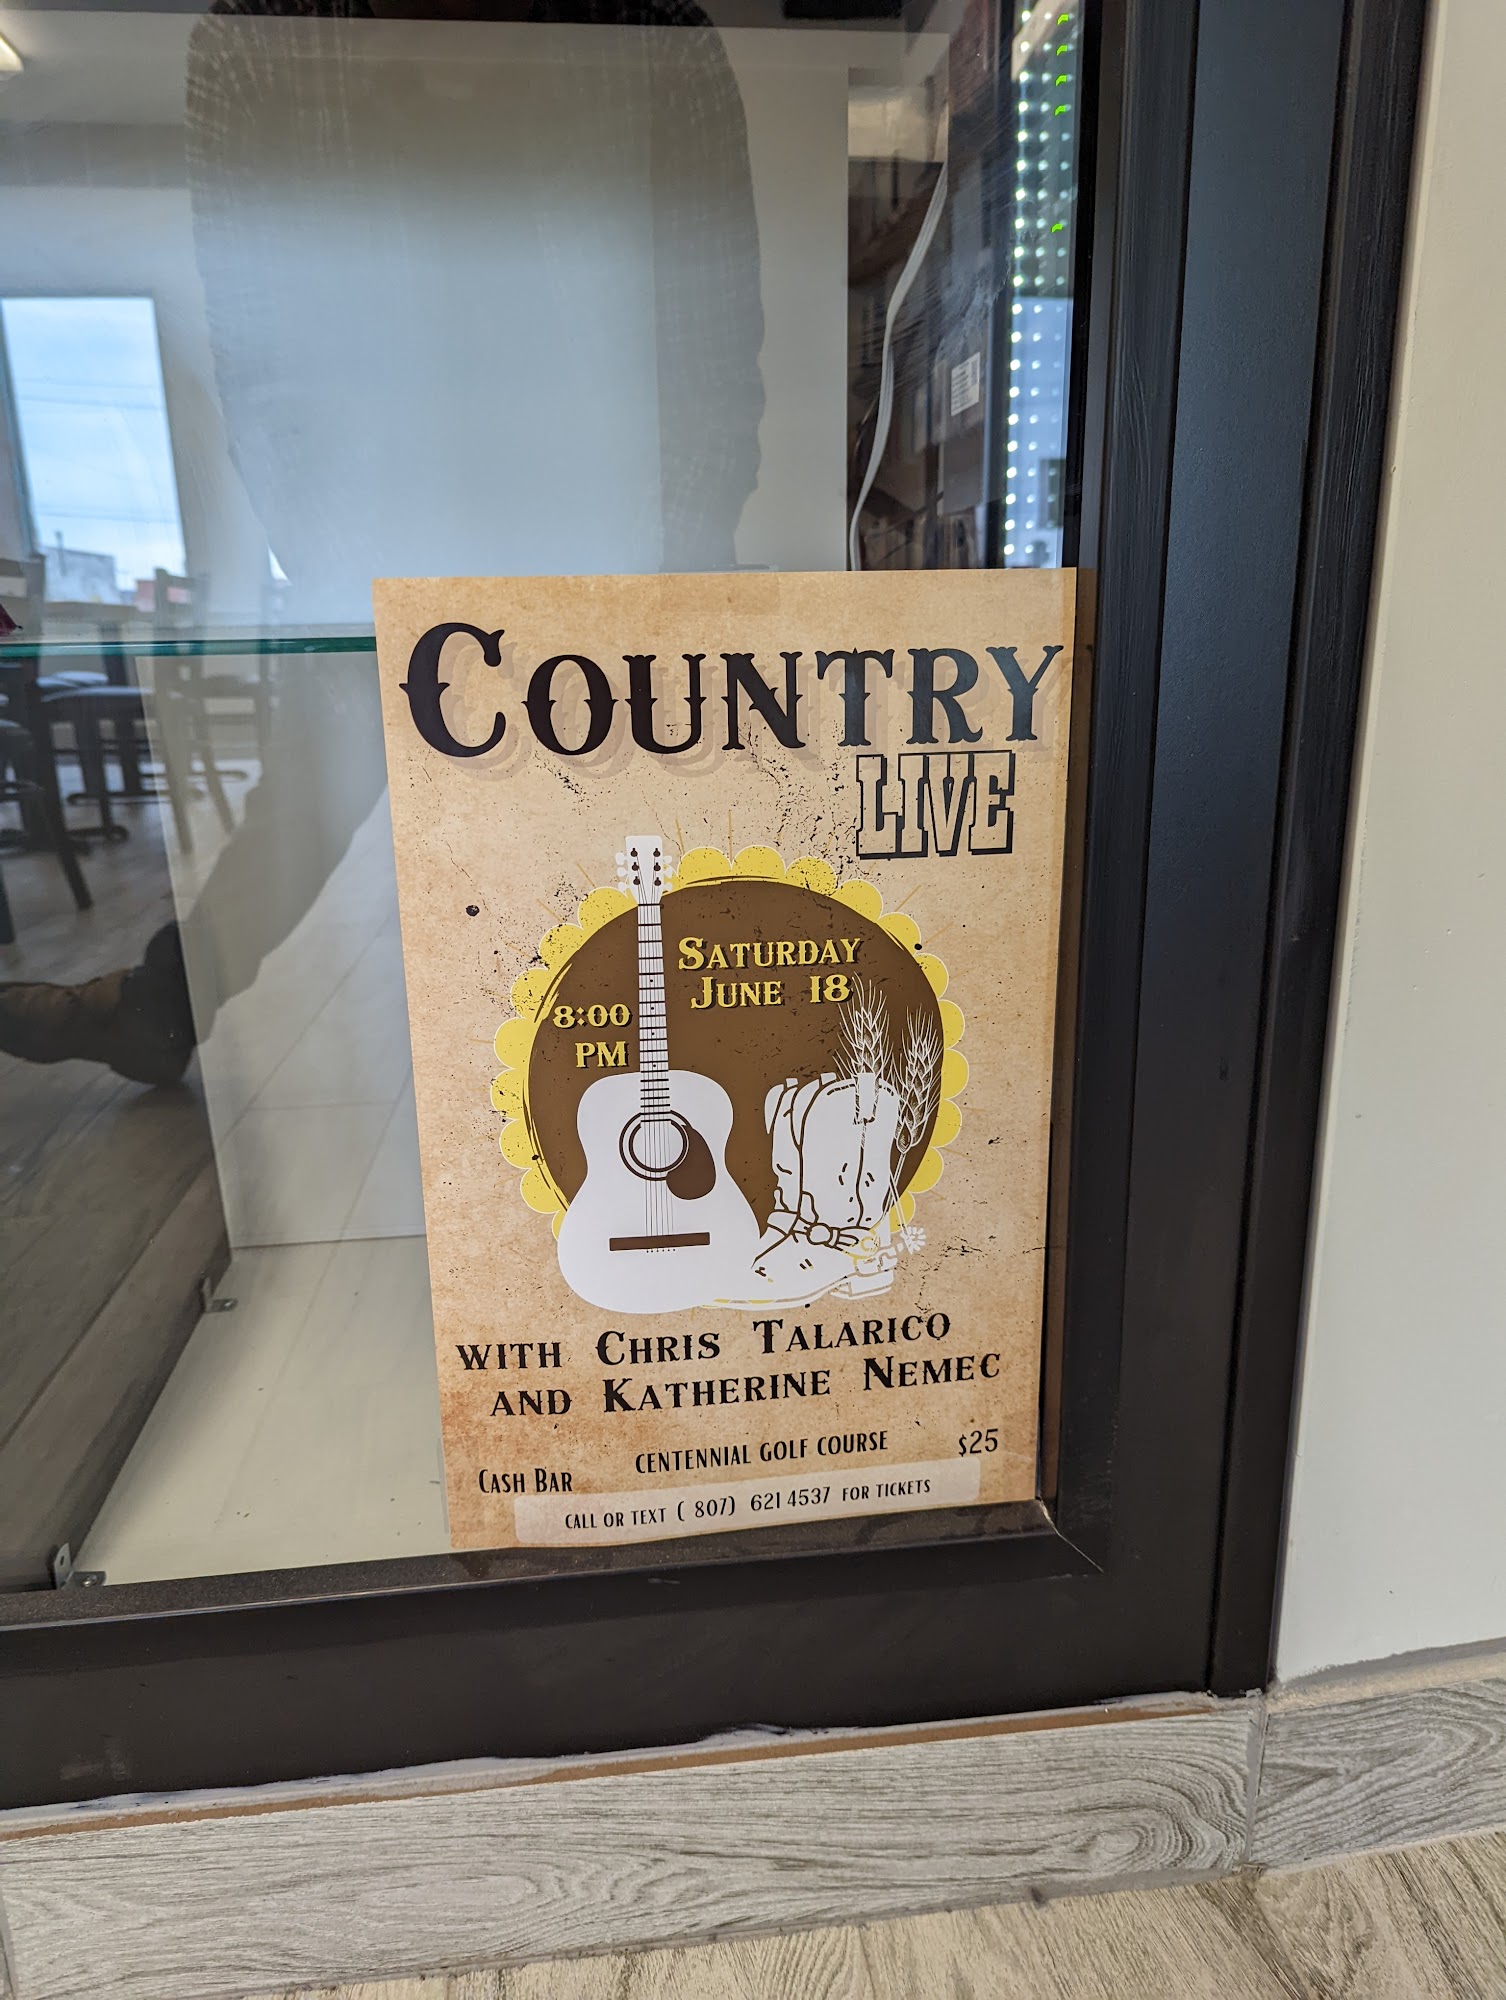 COUNTRY
LIVE
SATURDAY
JUNE 18
8:00
PM
WITH CHRIS TALARICO
AND KATHERINE NEMEC
CENTENNIAL GOLF COURSE
$25
CASH BAR
CALL OR TEXT ( 807) 621 4537 FOR TICKETS